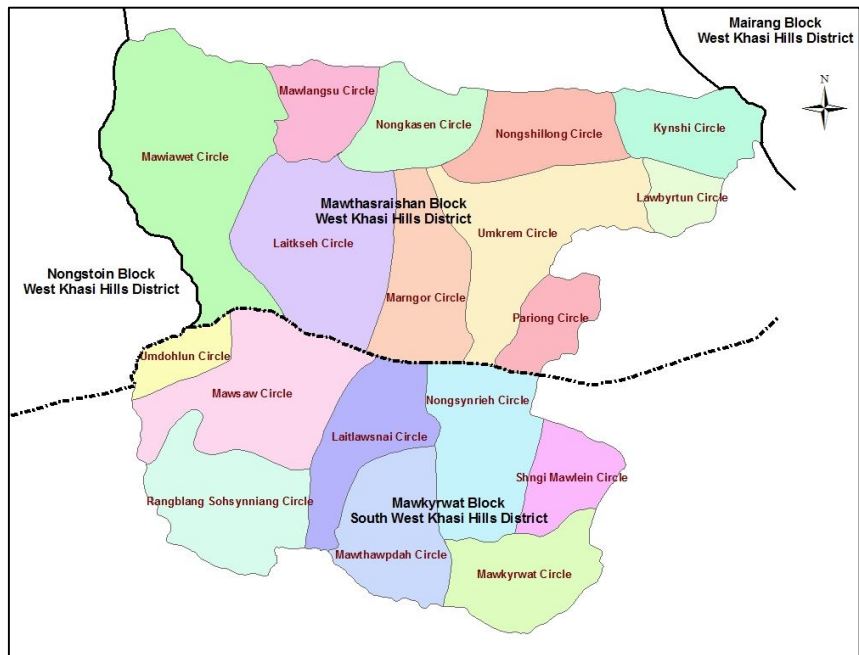 Mairang Block
West Khasi Hills District
N
Mawlangsu Circle
Nongkasen Circle
Nongshillong Circle
Kynshi Circle
Mawiawet Circle
Mawthasraishan Block
West Khasi Hills District
Lawbyrtun Circle
Umkrem Circle
Laitkseh Circle
Nongstoin Block
West Khasi Hills District
Marngor Circle
Pariong Circle
Umdohlun Circle
Mawsaw Circle
Nongsynrieh Circle
Laitlawsnai Circle
Shngi Mawlein Circle
Rangblang Sohsynniang Circle
Mawkyrwat Block
South West Khasi Hills District
Mawthawpdah Circle
Mawkyrwat Circle